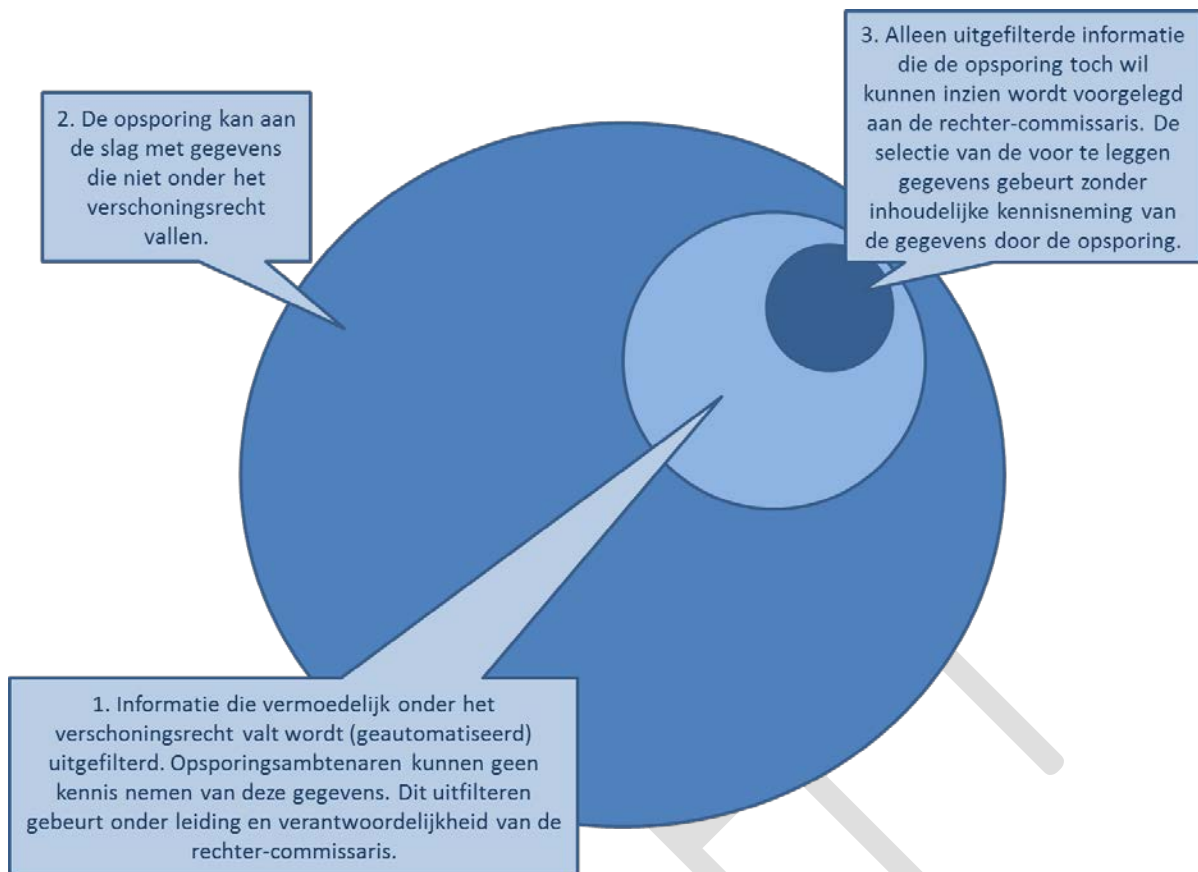 3. Alleen uitgefilterde informatie
die de opsporing toch wil
kunnen inzien wordt voorgelegd
aan de rechter-commissaris. De
selectie van de voor te leggen
gegevens gebeurt zonder
inhoudelijke kennisneming van
de gegevens door de opsporing.
2. De opsporing kan aan
de slag met gegevens
die niet onder het
verschoningsrecht
vallen.
1. Informatie die vermoedelijk onder het
verschoningsrecht valt wordt (geautomatiseerd)
uitgefilterd. Opsporingsambtenaren kunnen geen
kennis nemen van deze gegevens. Dit uitfilteren
gebeurt onder leiding en verantwoordelijkheid van de
rechter-commissaris.